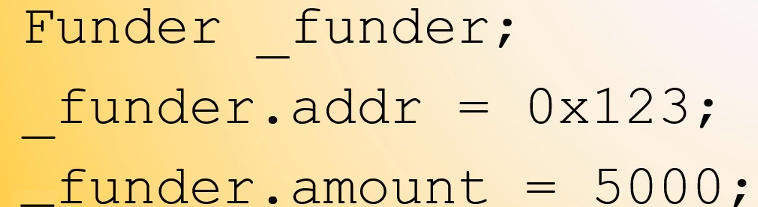 Funder _funder;
_funder.addr = 0x123;
_funder.amount = 5000;